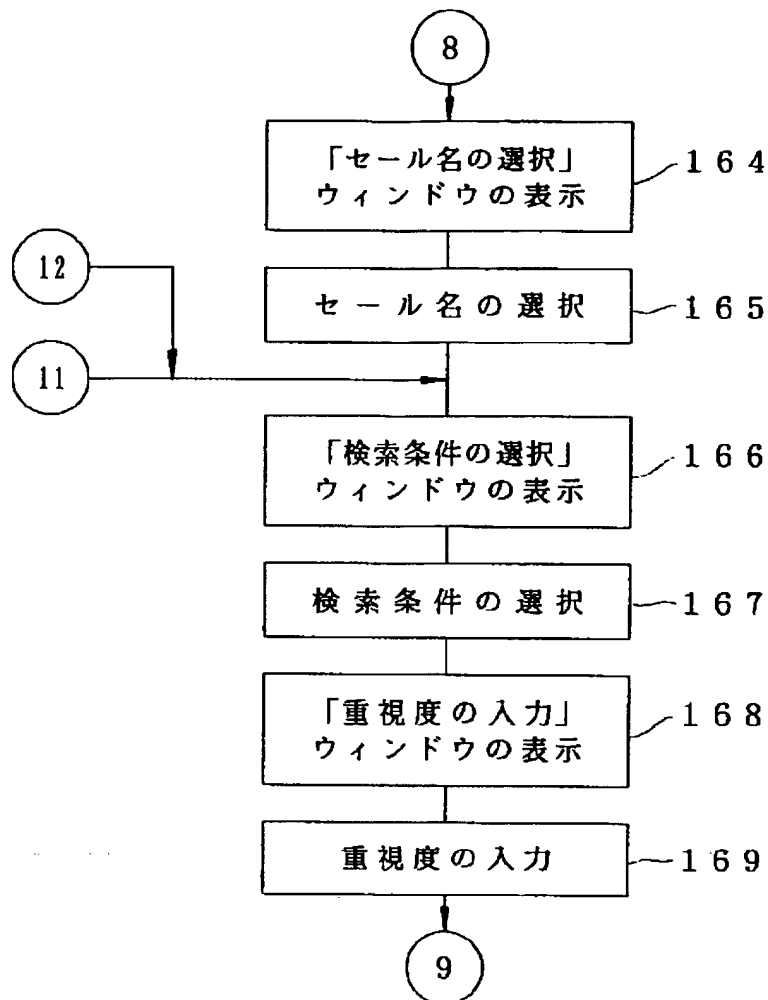 8
「セール名の選択」
ウィンドウの表示
164
12
セール名の選択
165
11
「検索条件の選択」
ウィンドウの表示
166
検索条件の選択
167
「重視度の入力」
ウィンドウの表示
168
重視度の入力
169
9